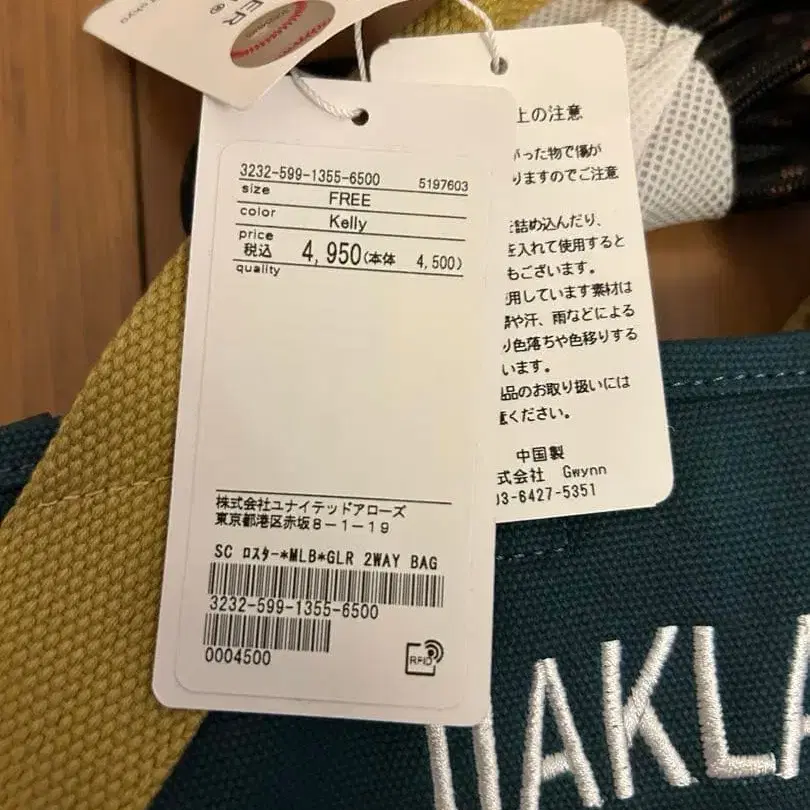 ER®
3232-599-1355-6500 5197603
size FREE
color Kelly
price
税込 4,950(本体 4,500)
quality
株式会社ユナイテッドアローズ
東京都港区赤坂8-1-19
SC ロスター*MLB*GLR 2WAY BAG
3232-599-1355-6500
0004500
RFID
上の注意
がった物で傷が
りますのでご注意
詰め込んだり、
を入れて使用すると
もございます。
用しています素材は
や汗、雨などによる
り色落ちや色移りする
います。
品のお取り扱いには
意ください。
中国製
式会社 Gwynn
03-6427-5351
OAKLA